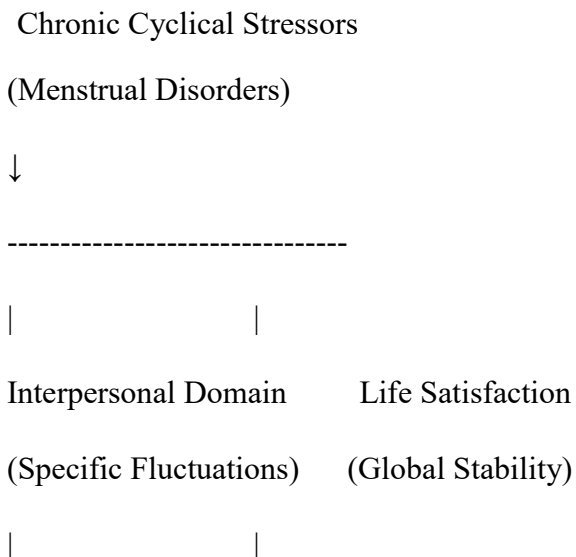 Chronic Cyclical Stressors
(Menstrual Disorders)
↓
--------------------------------
| |
Interpersonal Domain Life Satisfaction
(Specific Fluctuations) (Global Stability)
| |